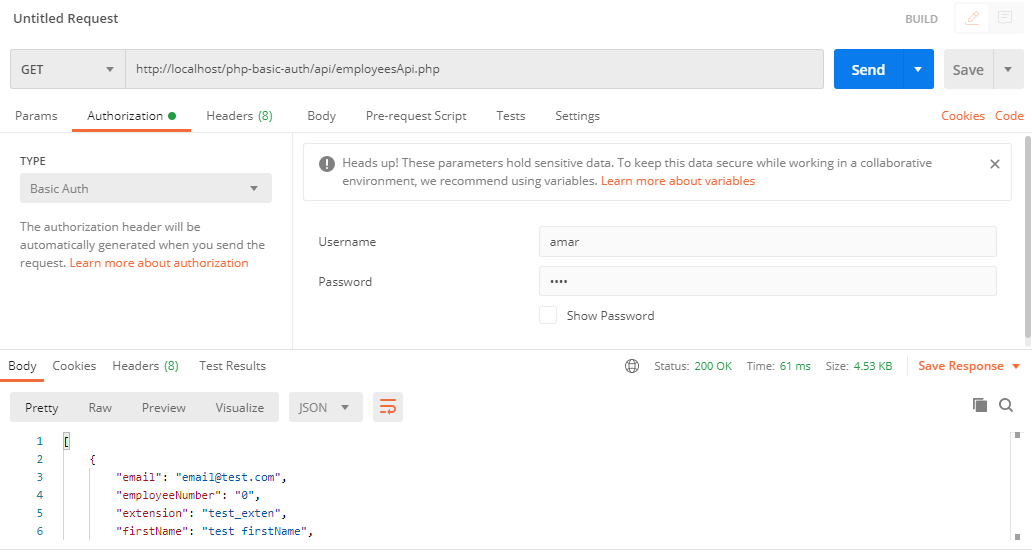 Untitled Request
BUILD
GET
http://localhost/php-basic-auth/api/employeesApi.php
Send
Save
Params
Authorization
Headers (8)
Body
Pre-request Script
Tests
Settings
Cookies
Code
TYPE
Basic Auth
The authorization header will be
automatically generated when you send the
request. Learn more about authorization
Heads up! These parameters hold sensitive data. To keep this data secure while working in a collaborative
environment, we recommend using variables. Learn more about variables
Username
amar
Password
••••
Show Password
Body
Cookies
Headers (8)
Test Results
Status: 200 OK
Time: 61 ms
Size: 4.53 KB
Save Response
Pretty
Raw
Preview
Visualize
JSON
1 [
2 {
3 "email": "email@test.com",
4 "employeeNumber": "0",
5 "extension": "test_exten",
6 "firstName": "test firstName",